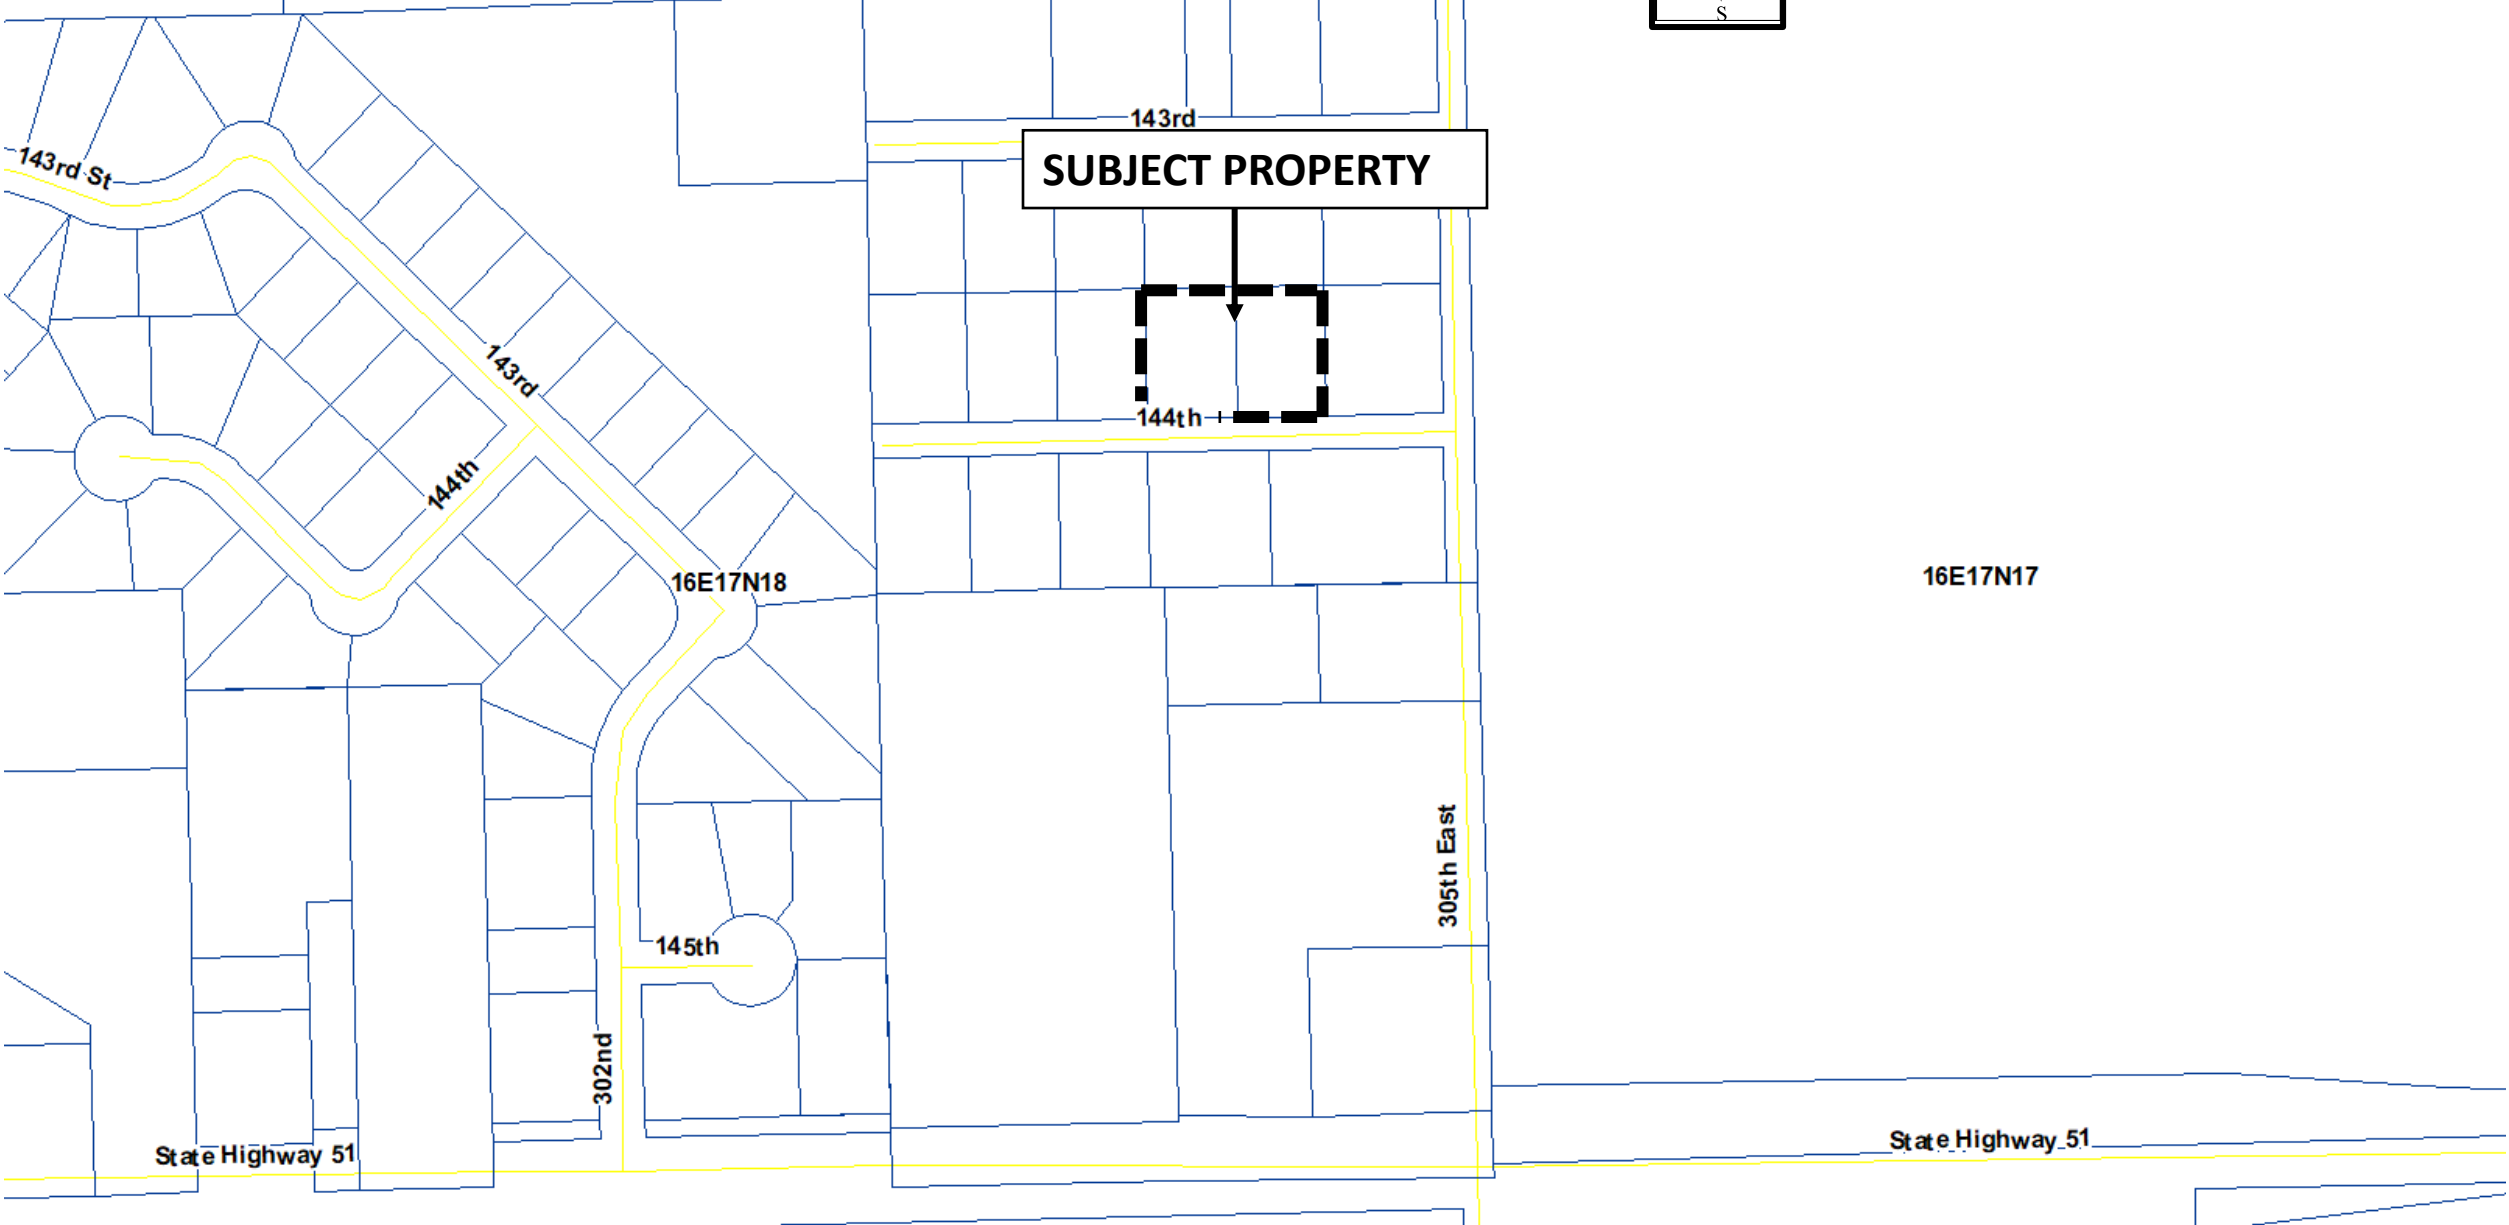 S
143rd
143rd St
SUBJECT PROPERTY
143rd
144th
144th
16E17N18
16E17N17
305th East
145th
302nd
State Highway 51
State Highway 51